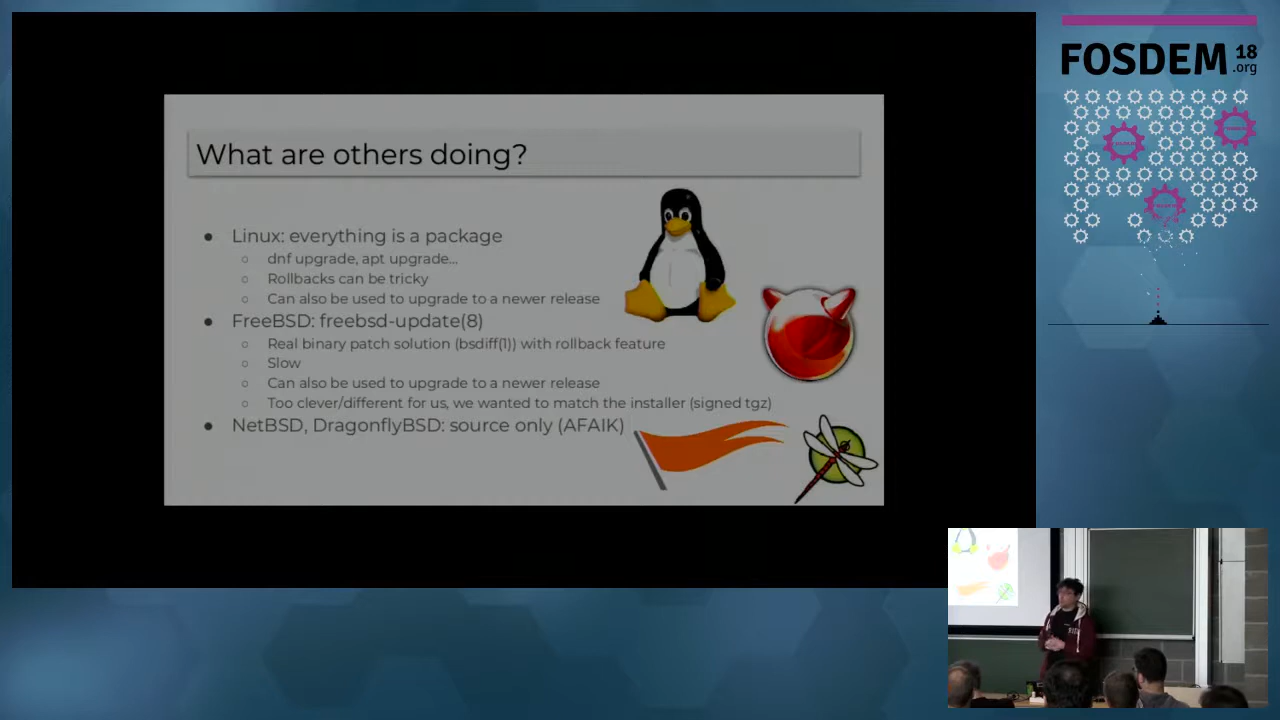 What are others doing?
● Linux: everything is a package
○ dnf upgrade, apt upgrade...
○ Rollbacks can be tricky
○ Can also be used to upgrade to a newer release
● FreeBSD: freebsd-update(8)
○ Real binary patch solution (bsdiff(1)) with rollback feature
○ Slow
○ Can also be used to upgrade to a newer release
○ Too clever/different for us, we wanted to match the installer (signed tgz)
● NetBSD, DragonflyBSD: source only (AFAIK)
FOSDEM 18
.org